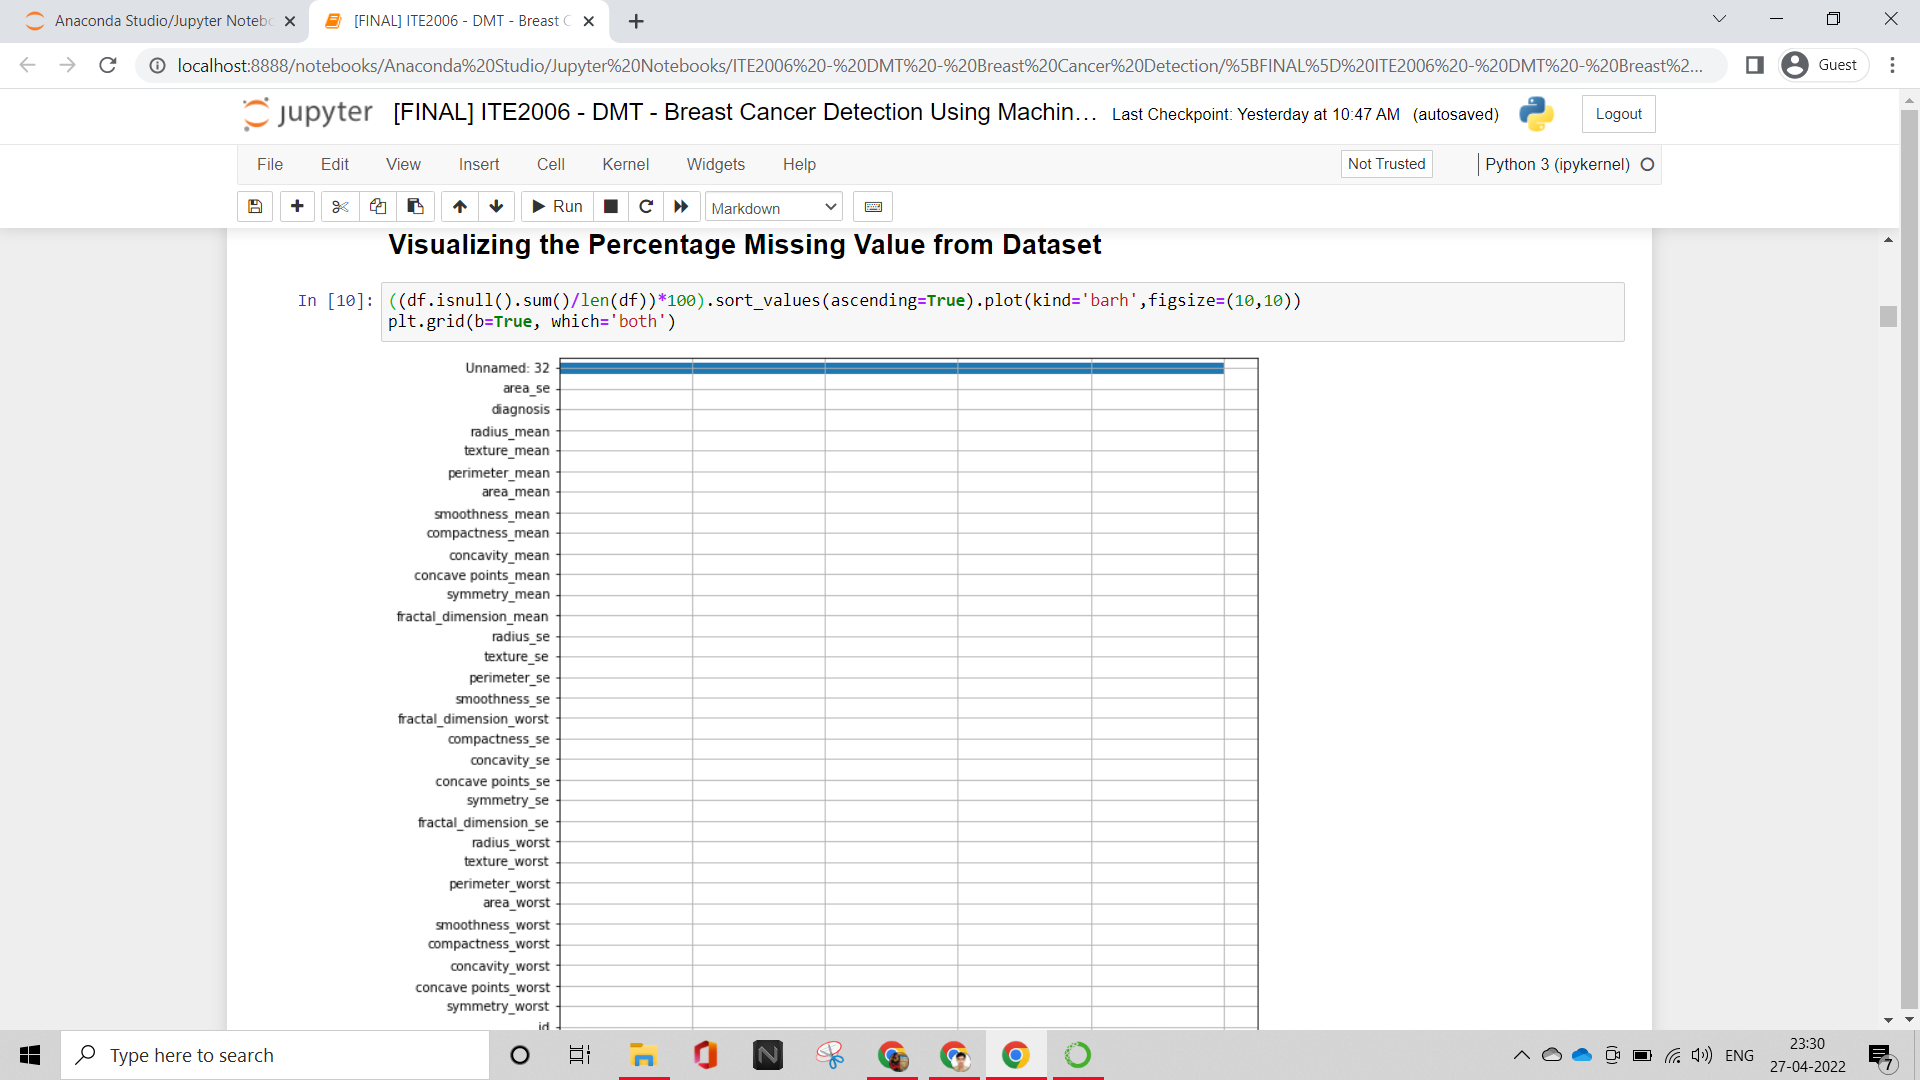 Anaconda Studio/Jupyter Notebo
[FINAL] ITE2006 - DMT - Breast C
localhost:8888/notebooks/Anaconda%20Studio/Jupyter%20Notebooks/ITE2006%20-%20DMT%20-%20Breast%20Cancer%20Detection/%5BFINAL%5D%20ITE2006%20-%20DMT%20-%20Breast%2...
Guest
jupyter [FINAL] ITE2006 - DMT - Breast Cancer Detection Using Machin... Last Checkpoint: Yesterday at 10:47 AM (autosaved) Logout
File Edit View Insert Cell Kernel Widgets Help Not Trusted Python 3 (ipykernel)
Run Markdown
Visualizing the Percentage Missing Value from Dataset
In [10]: ((df.isnull().sum()/len(df))*100).sort_values(ascending=True).plot(kind='barh',figsize=(10,10))
plt.grid(b=True, which='both')
Unnamed: 32
area_se
diagnosis
radius_mean
texture_mean
perimeter_mean
area_mean
smoothness_mean
compactness_mean
concavity_mean
concave points_mean
symmetry_mean
fractal_dimension_mean
radius_se
texture_se
perimeter_se
smoothness_se
fractal_dimension_worst
compactness_se
concavity_se
concave points_se
symmetry_se
fractal_dimension_se
radius_worst
texture_worst
perimeter_worst
area_worst
smoothness_worst
compactness_worst
concavity_worst
concave points_worst
symmetry_worst
id
Type here to search
ENG
23:30
27-04-2022
7